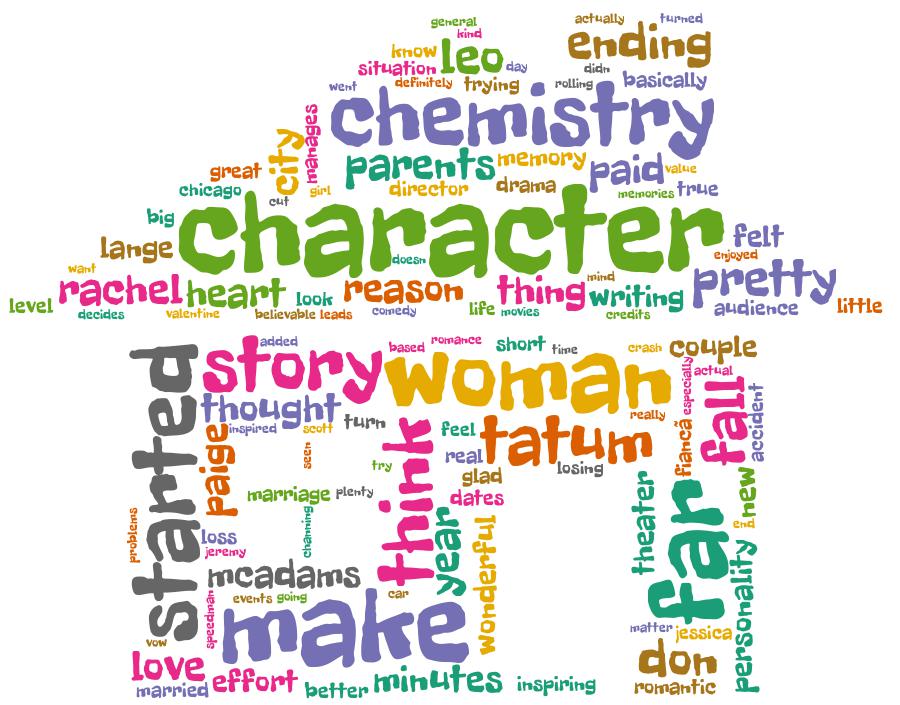 general
kind
actually
turned
know
leo
ending
situation
day
didn
went
definitely
trying
rolling
basically
chemistry
manages
city
great
parents
memory
paid
value
chicago
girl
director
drama
memories
true
cut
big
character
felt
lange
doesn
enjoyed
want
mind
level
rachel
heart
look
reason
thing
writing
pretty
decides
valentine
believable
leads
comedy
life
movies
credits
audience
little
started
story
added
based
romance
short
time
crash
couple
woman
especially
actual
fall
accident
thought
inspired
scott
turn
really
paige
seen
think
feel
tatum
fiancã
real
losing
try
glad
marriage
plenty
dates
theater
far
new
end
problems
channing
year
wonderful
loss
jeremy
mcadams
personality
car
speedman
events
going
make
matter
jessica
vow
love
don
married
effort
better
minutes
inspiring
romantic